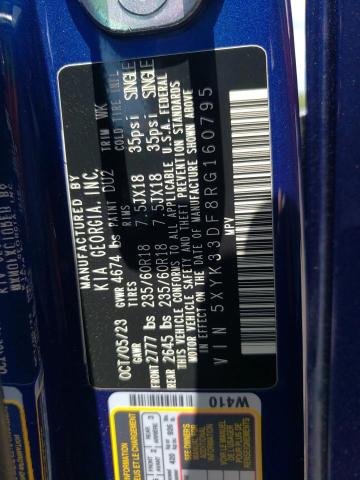 MANUFACTURED BY
KIA GEORGIA, INC.
OCT/05/23 PAINT DU2 TRIM WK
GVWR 4674 lbs
GAWR TIRES RIMS COLD TIRE INFL
FRONT 2777 lbs 235/60R18 7.5JX18 35psi SINGLE
REAR 2645 lbs 235/60R18 7.5JX18 35psi SINGLE
THIS VEHICLE CONFORMS TO ALL APPLICABLE U.S.A. FEDERAL
MOTOR VEHICLE SAFETY AND THEFT PREVENTION STANDARDS
IN EFFECT ON THE DATE OF MANUFACTURE SHOWN ABOVE.
MPV
VIN 5XYK33DF8RG160795
W410